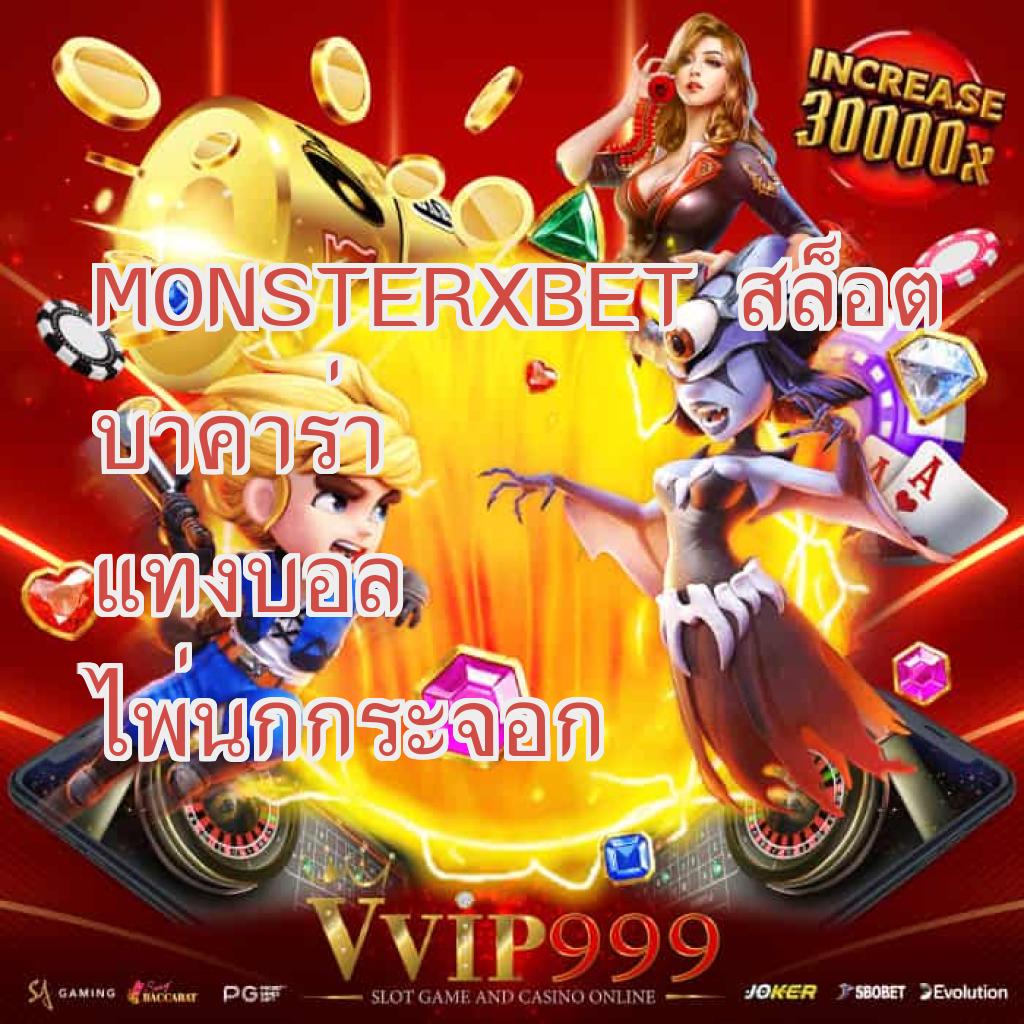 INCREASE
30000x
MONSTERXBET สล็อต
บาคาร่า
แทงบอล
ไพ่นกกระจอก
A
A
VVIP999
SLOT GAME AND CASINO ONLINE
SA GAMING
Sexy BACCARAT
PG
JOKER
SBOBET
Evolution